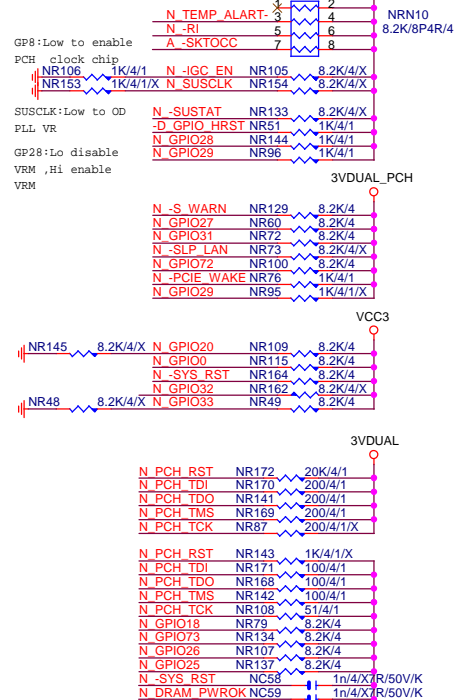 1 2
N_TEMP_ALART- 3 4 NRN10
N_-RI 5 6 8.2K/8P4R/4
A_-SKTOCC 7 8
GP8:Low to enable
PCH clock chip
NR106 1K/4/1 N_-IGC_EN NR105 8.2K/4/X
NR153 1K/4/1/X N_SUSCLK NR154 8.2K/4/X
SUSCLK:Low to OD
PLL VR
N_-SUSTAT NR133 8.2K/4/X
-D_GPIO_HRST NR51 1K/4/1
N_GPIO28 NR144 1K/4/1
N_GPIO29 NR96 1K/4/1
GP28:Lo disable
VRM ,Hi enable
VRM
3VDUAL_PCH
N_-S_WARN NR129 8.2K/4
N_GPIO27 NR60 8.2K/4
N_GPIO31 NR72 8.2K/4
N_-SLP_LAN NR73 8.2K/4/X
N_GPIO72 NR100 8.2K/4
N_-PCIE_WAKE NR76 1K/4/1
N_GPIO29 NR95 1K/4/1/X
VCC3
NR145 8.2K/4/X N_GPIO20 NR109 8.2K/4
N_GPIO0 NR115 8.2K/4
N_-SYS_RST NR164 8.2K/4
N_GPIO32 NR162 8.2K/4/X
NR48 8.2K/4/X N_GPIO33 NR49 8.2K/4
3VDUAL
N_PCH_RST NR172 20K/4/1
N_PCH_TDI NR170 200/4/1
N_PCH_TDO NR141 200/4/1
N_PCH_TMS NR169 200/4/1
N_PCH_TCK NR87 200/4/1/X
N_PCH_RST NR143 1K/4/1/X
N_PCH_TDI NR171 100/4/1
N_PCH_TDO NR168 100/4/1
N_PCH_TMS NR142 100/4/1
N_PCH_TCK NR108 51/4/1
N_GPIO18 NR79 8.2K/4
N_GPIO73 NR134 8.2K/4
N_GPIO26 NR107 8.2K/4
N_GPIO25 NR137 8.2K/4
N_-SYS_RST NC58 1n/4/X7R/50V/K
N_DRAM_PWROK NC59 1n/4/X7R/50V/K